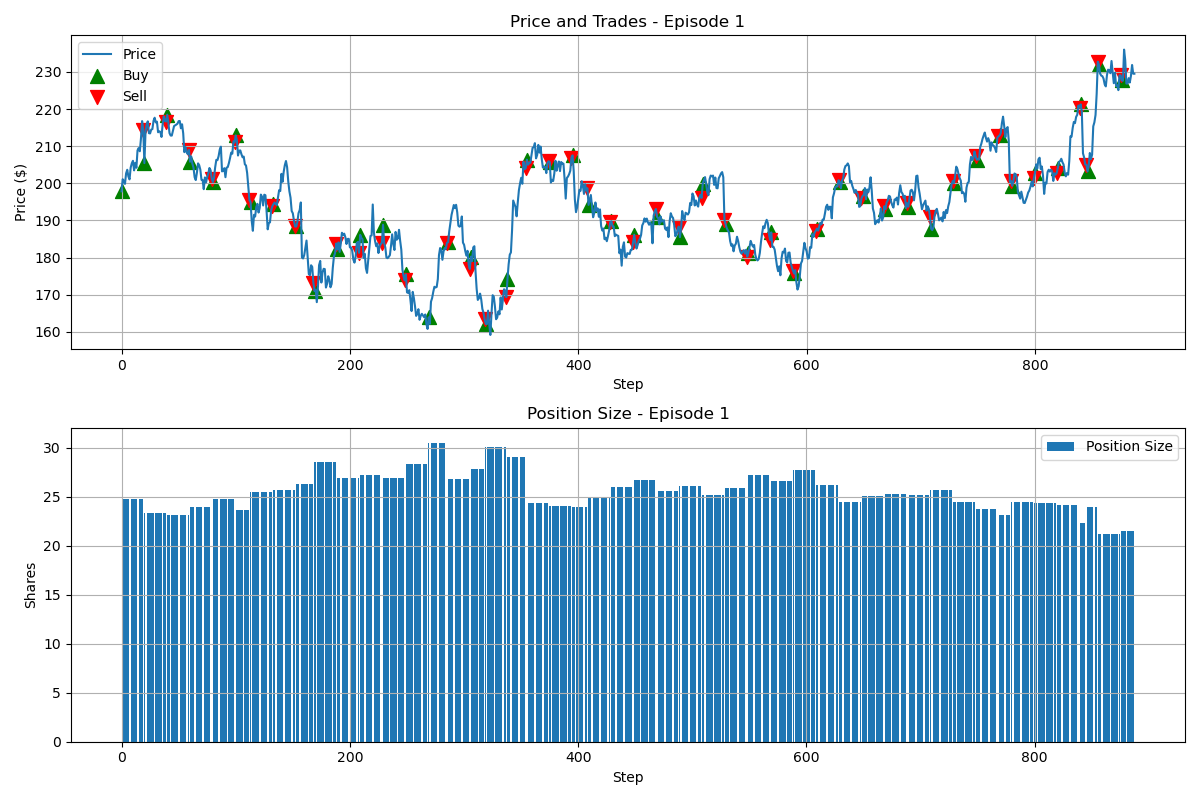 Price and Trades - Episode 1
Price ($)
230
220
210
200
190
180
170
160
Price
Buy
Sell
0 200 400 600 800
Step
Position Size - Episode 1
Shares
30
25
20
15
10
5
0
Position Size
0 200 400 600 800
Step